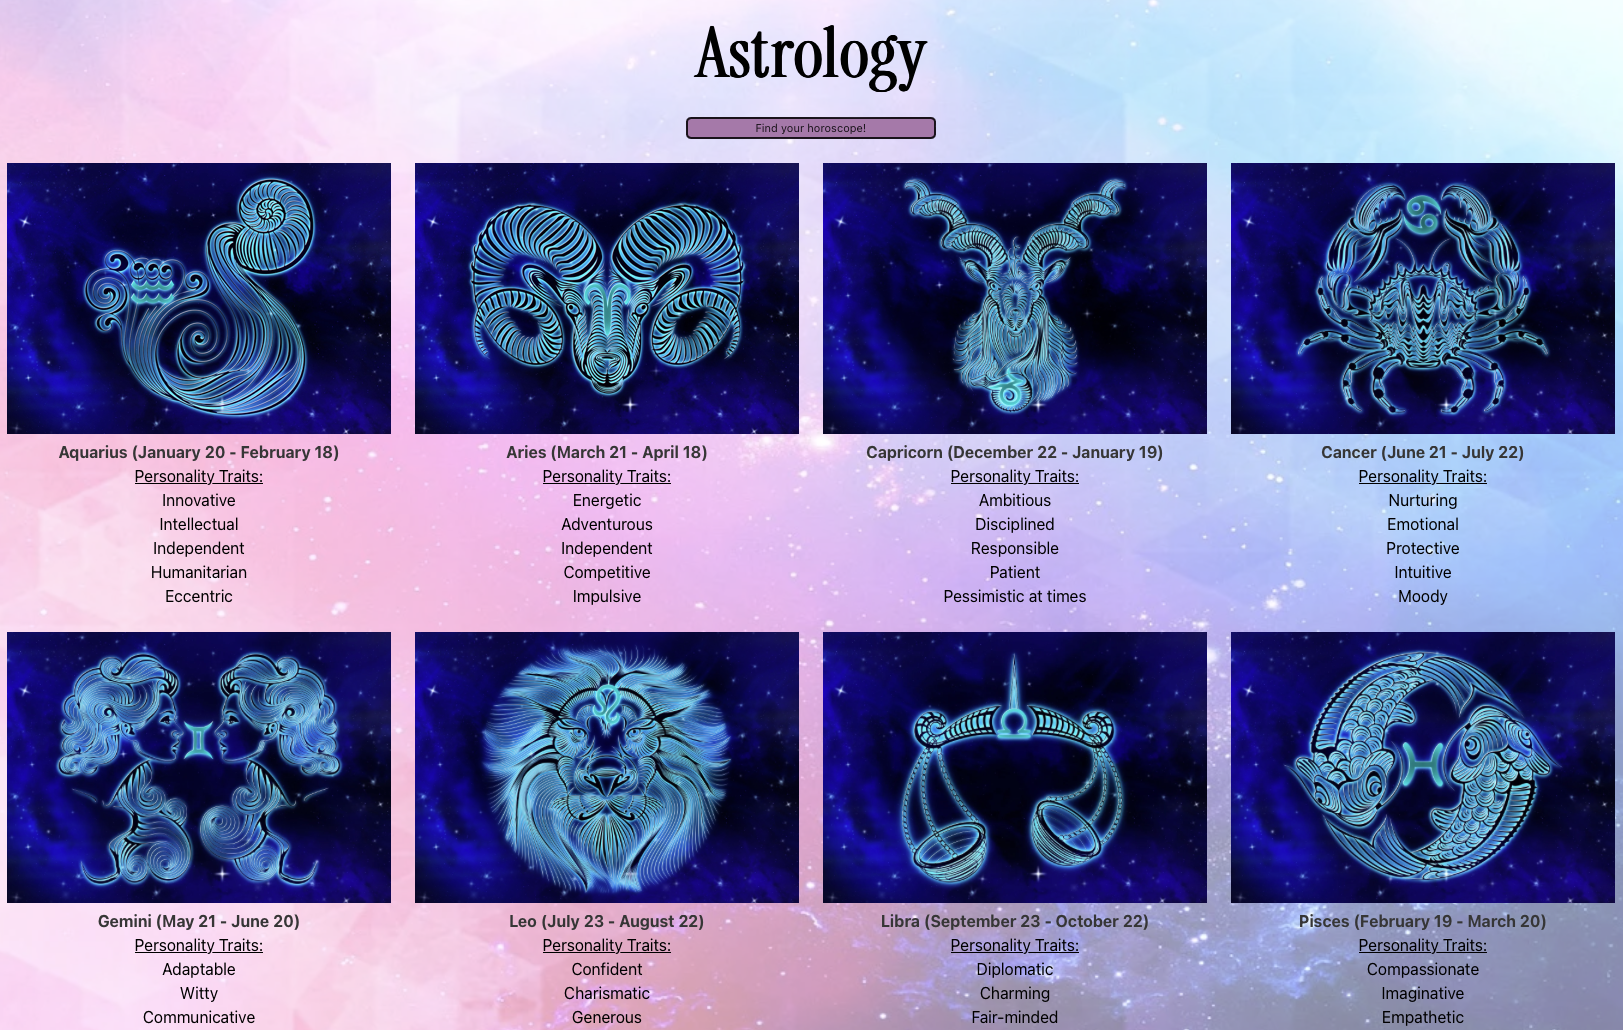 Astrology
Find your horoscope!
Aquarius (January 20 - February 18)
Personality Traits:
Innovative
Intellectual
Independent
Humanitarian
Eccentric
Aries (March 21 - April 18)
Personality Traits:
Energetic
Adventurous
Independent
Competitive
Impulsive
Capricorn (December 22 - January 19)
Personality Traits:
Ambitious
Disciplined
Responsible
Patient
Pessimistic at times
Cancer (June 21 - July 22)
Personality Traits:
Nurturing
Emotional
Protective
Intuitive
Moody
Gemini (May 21 - June 20)
Personality Traits:
Adaptable
Witty
Communicative
Leo (July 23 - August 22)
Personality Traits:
Confident
Charismatic
Generous
Libra (September 23 - October 22)
Personality Traits:
Diplomatic
Charming
Fair-minded
Pisces (February 19 - March 20)
Personality Traits:
Compassionate
Imaginative
Empathetic